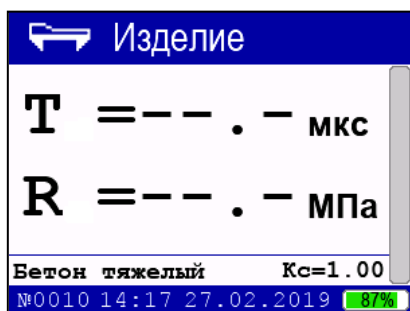 Изделие
T =--.- мкс
R =--.- МПа
Бетон тяжелый Кс=1.00
№0010 14:17 27.02.2019 87%